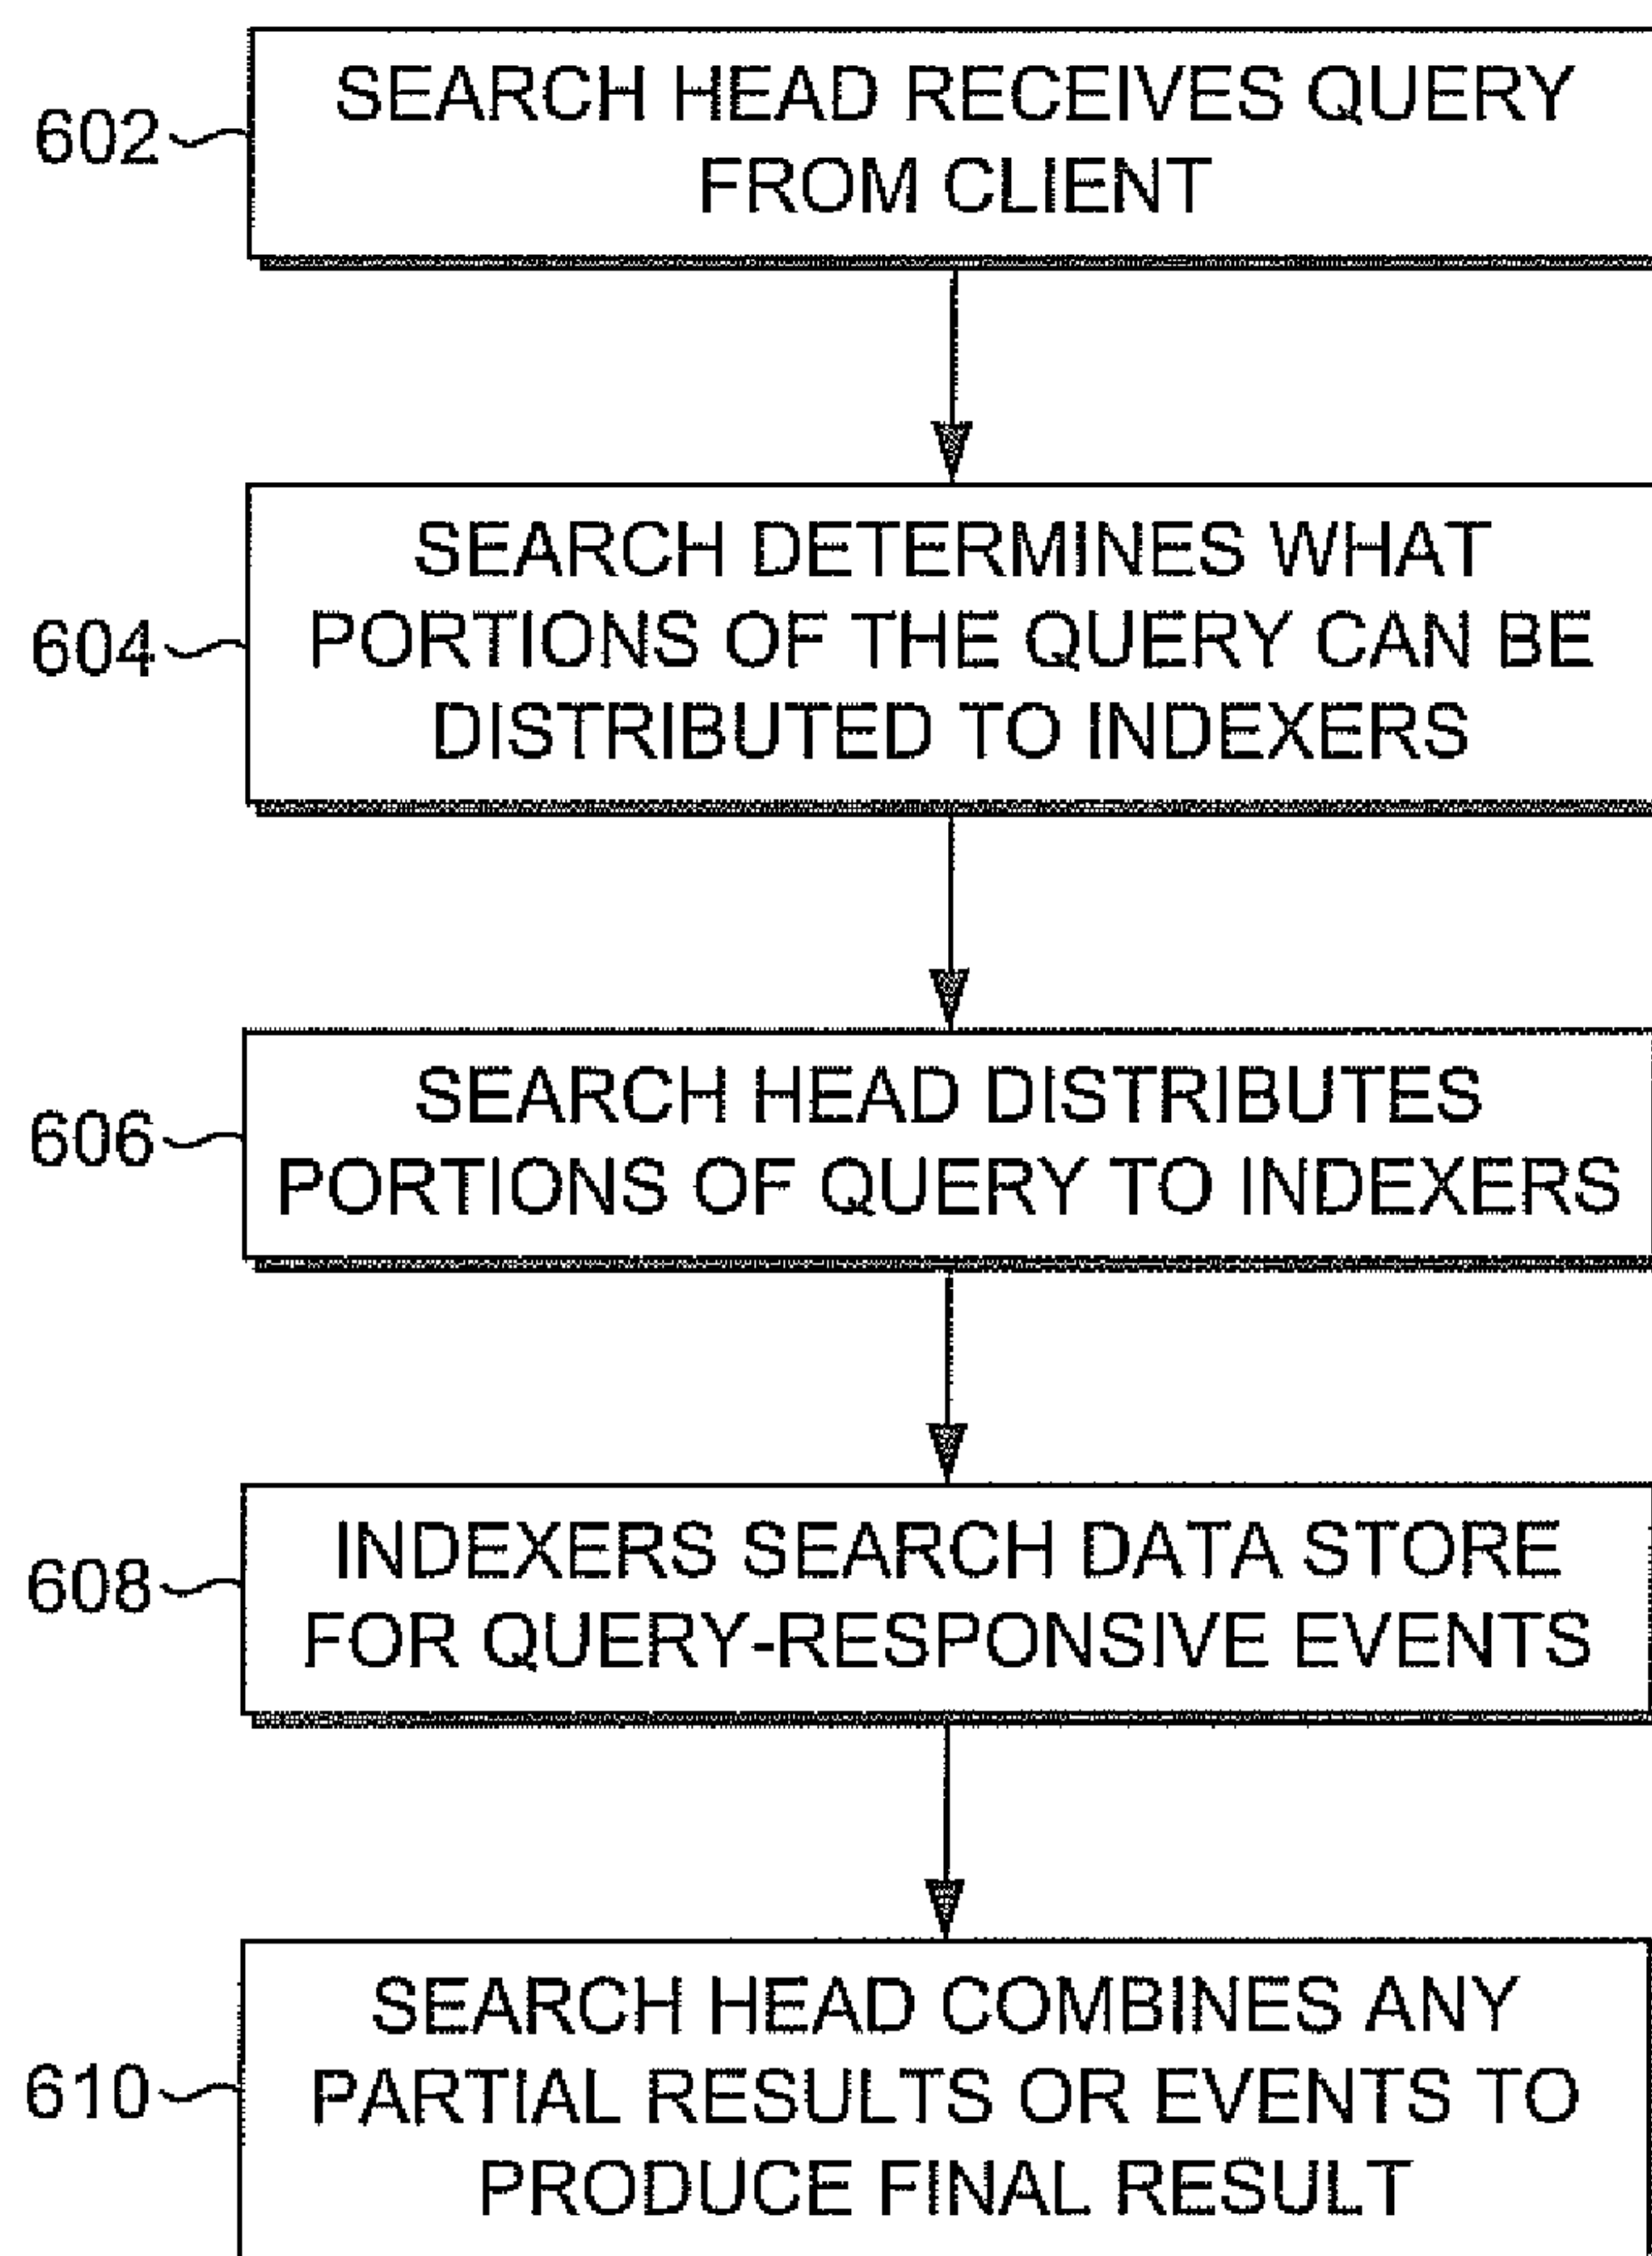 602
SEARCH HEAD RECEIVES QUERY
FROM CLIENT
604
SEARCH DETERMINES WHAT
PORTIONS OF THE QUERY CAN BE
DISTRIBUTED TO INDEXERS
606
SEARCH HEAD DISTRIBUTES
PORTIONS OF QUERY TO INDEXERS
608
INDEXERS SEARCH DATA STORE
FOR QUERY-RESPONSIVE EVENTS
610
SEARCH HEAD COMBINES ANY
PARTIAL RESULTS OR EVENTS TO
PRODUCE FINAL RESULT